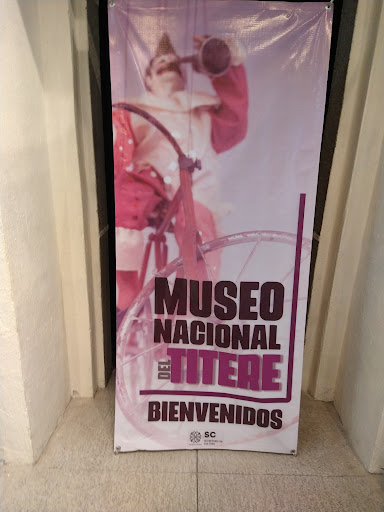 MUSEO
NACIONAL
DEL TITERE
BIENVENIDOS
SC